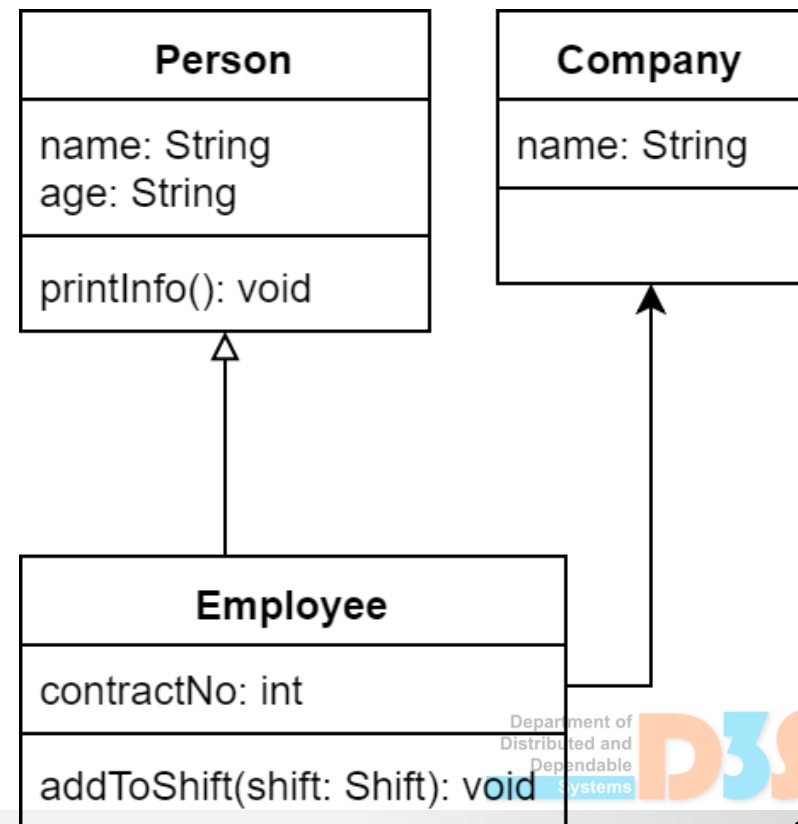 Person
name: String
age: String
printInfo(): void
Company
name: String
Employee
contractNo: int
addToShift(shift: Shift): void
Department of
Distributed and
Dependable
Systems
D3S